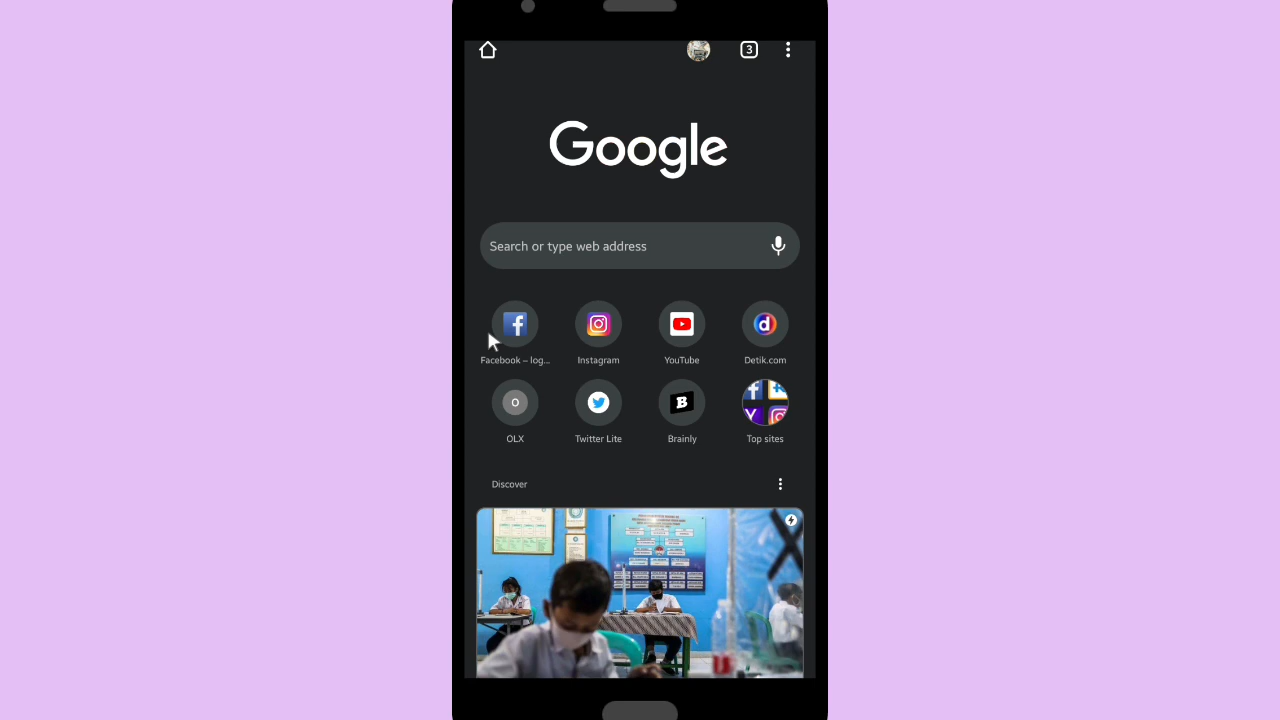 3
Google
Search or type web address
Facebook – log...
Instagram
YouTube
Detik.com
O
OLX
Twitter Lite
Brainly
Top sites
Discover